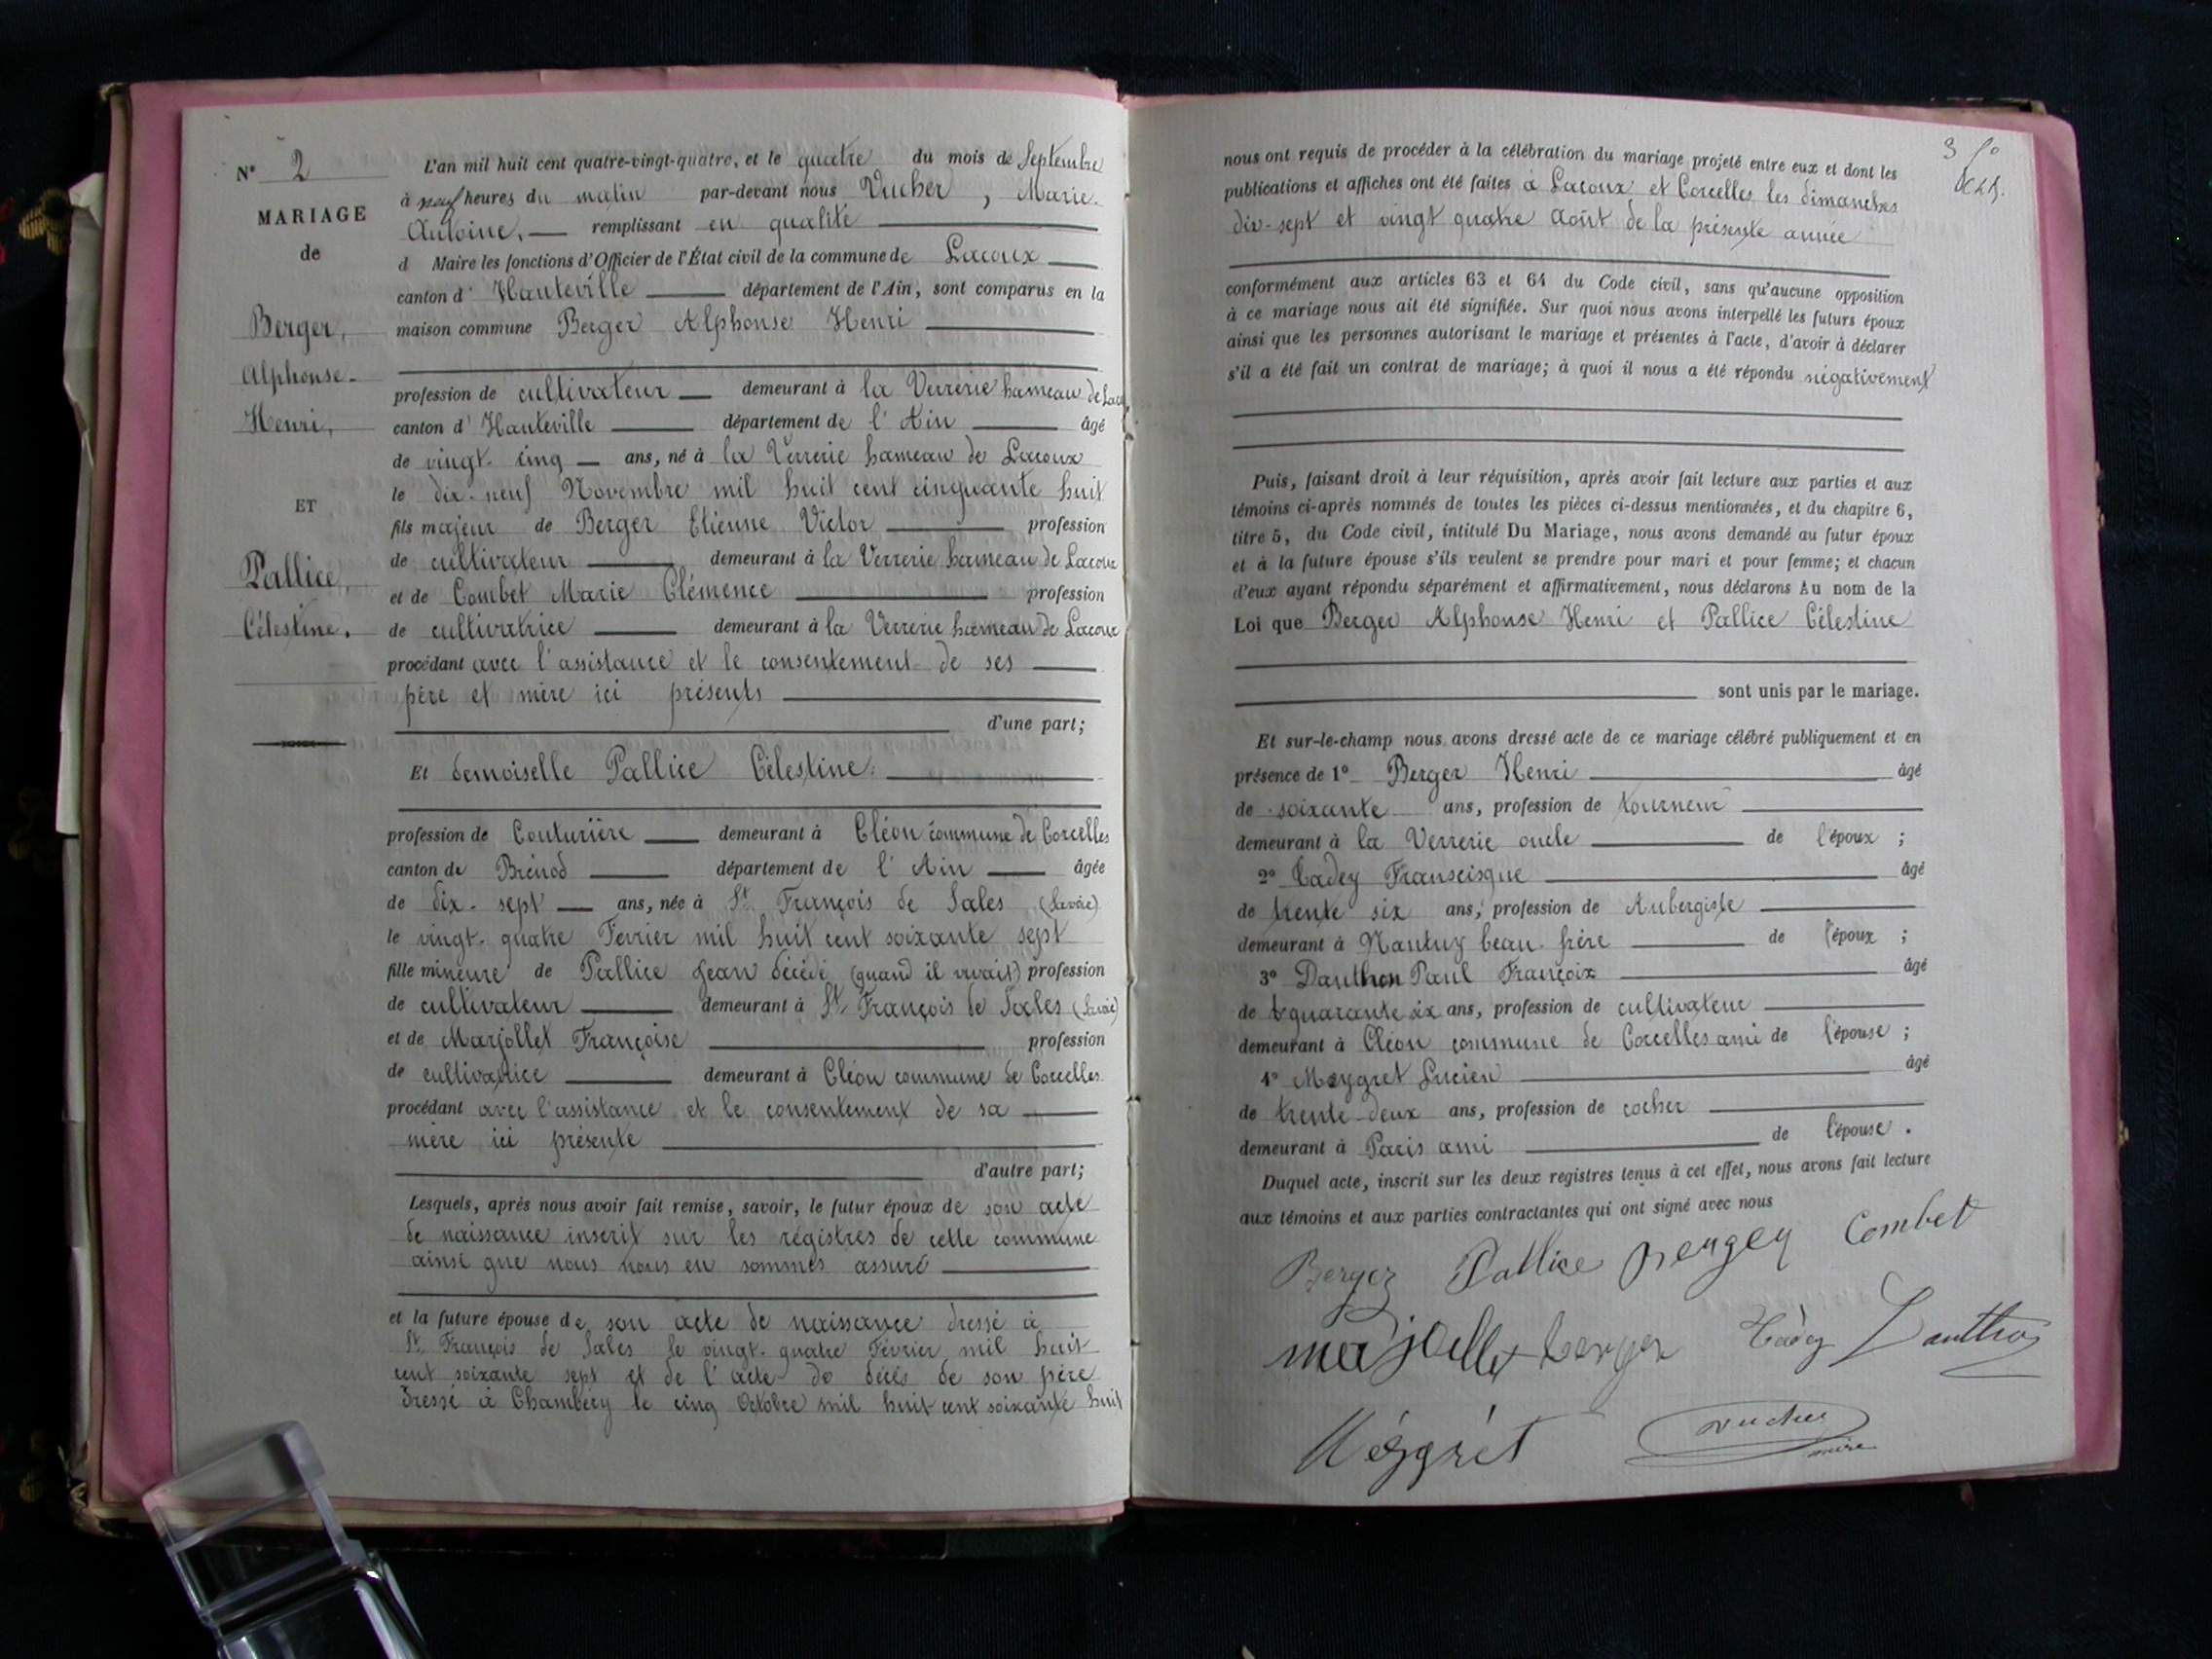 N° 2
MARIAGE
de
Berger,
Alphonse-
Henri,
ET
Pallice,
Célestine,
L'an mil huit cent quatre-vingt-quatre, et le quatre du mois de Septembre
à neuf heures du matin par-devant nous Vucher, Marie-
Antoine, remplissant en qualité
d Maire les fonctions d'Officier de l'État civil de la commune de Lacoux
canton d' Hauteville département de l'Ain, sont comparus en la
maison commune Berger Alphonse Henri
profession de cultivateur demeurant à la Verrerie hameau de
canton d' Hauteville département de l'Ain âgé
de vingt-cinq ans, né à la Verrerie hameau de Lacoux
le dix-neuf Novembre mil huit cent cinquante huit
fils majeur de Berger Etienne Victor profession
de cultivateur demeurant à la Verrerie hameau de Lacoux
et de Combet Marie Clémence profession
de cultivatrice demeurant à la Verrerie hameau de Lacoux
procédant avec l'assistance et le consentement de ses
père et mère ici présents
d'une part;
Et demoiselle Pallice Célestine.
profession de Couturière demeurant à Cléon commune de Corcelles
canton de Brénod département de l'Ain âgée
de dix-sept ans, née à St François de Sales (Savoie)
le vingt-quatre Février mil huit cent soixante sept
fille mineure de Pallice Jean décédé (quand il vivait) profession
de cultivateur demeurant à St François de Sales (Savoie)
et de Marjollet Françoise profession
de cultivatrice demeurant à Cléon commune de Corcelles
procédant avec l'assistance et le consentement de sa
mère ici présente
d'autre part;
Lesquels, après nous avoir fait remise, savoir, le futur époux de son acte
de naissance inscrit sur les régistres de cette commune
ainsi que nous nous en sommes assuré
et la future épouse de son acte de naissance dressé à
St François de Sales le vingt-quatre Février mil huit
cent soixante sept et de l'acte de décès de son père
dressé à Chambéry le cinq Octobre mil huit cent soixante huit
3 fo
nous ont requis de procéder à la célébration du mariage projeté entre eux et dont les
publications et affiches ont été faites à Lacoux et Corcelles les dimanches
dix-sept et vingt quatre Août de la présente année
conformément aux articles 63 et 64 du Code civil, sans qu'aucune opposition
à ce mariage nous ait été signifiée. Sur quoi nous avons interpellé les futurs époux
ainsi que les personnes autorisant le mariage et présentes à l'acte, d'avoir à déclarer
s'il a été fait un contrat de mariage; à quoi il nous a été répondu négativement
Puis, faisant droit à leur réquisition, après avoir fait lecture aux parties et aux
témoins ci-après nommés de toutes les pièces ci-dessus mentionnées, et du chapitre 6,
titre 5, du Code civil, intitulé Du Mariage, nous avons demandé au futur époux
et à la future épouse s'ils veulent se prendre pour mari et pour femme; et chacun
d'eux ayant répondu séparément et affirmativement, nous déclarons Au nom de la
Loi que Berger Alphonse Henri et Pallice Célestine
sont unis par le mariage.
Et sur-le-champ nous avons dressé acte de ce mariage célébré publiquement et en
présence de 1° Berger Henri âgé
de soixante ans, profession de tourneur
demeurant à la Verrerie oncle de l'époux ;
2° Tadey Franscisque âgé
de trente six ans, profession de Aubergiste
demeurant à Nantuy beau-frère de l'époux ;
3° Danthon Paul Françoix âgé
de quarante six ans, profession de cultivateur
demeurant à Cléon commune de Corcelles ami de l'épouse ;
4° Meygret Lucien âgé
de trente-deux ans, profession de cocher
demeurant à Paris ami de l'épouse.
Duquel acte, inscrit sur les deux registres tenus à cet effet, nous avons fait lecture
aux témoins et aux parties contractantes qui ont signé avec nous
Berger Pallice Berger Combet
marjollet berger Tadey Danthon
Méygrét Vucher
maire